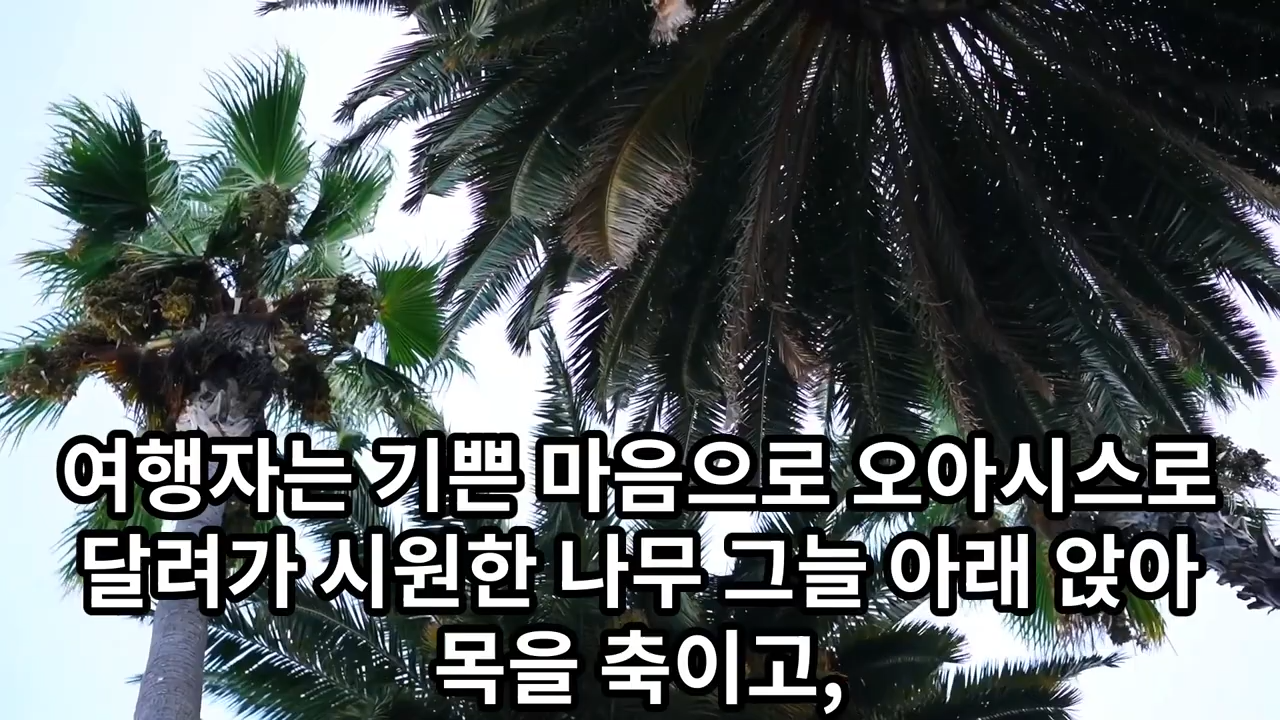 여행자는 기쁜 마음으로 오아시스로
달려가 시원한 나무 그늘 아래 앉아
목을 축이고,